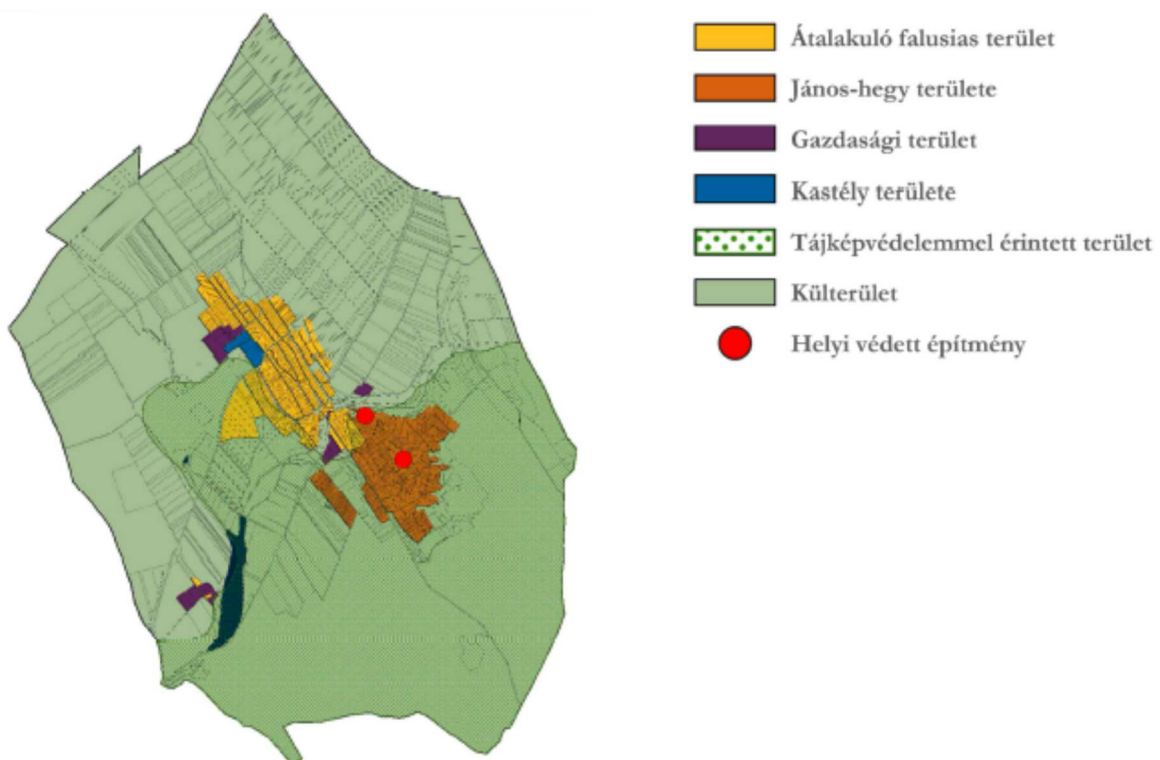 Átalakuló falusias terület
János-hegy területe
Gazdasági terület
Kastély területe
Tájképvédelemmel érintett terület
Külterület
Helyi védett építmény